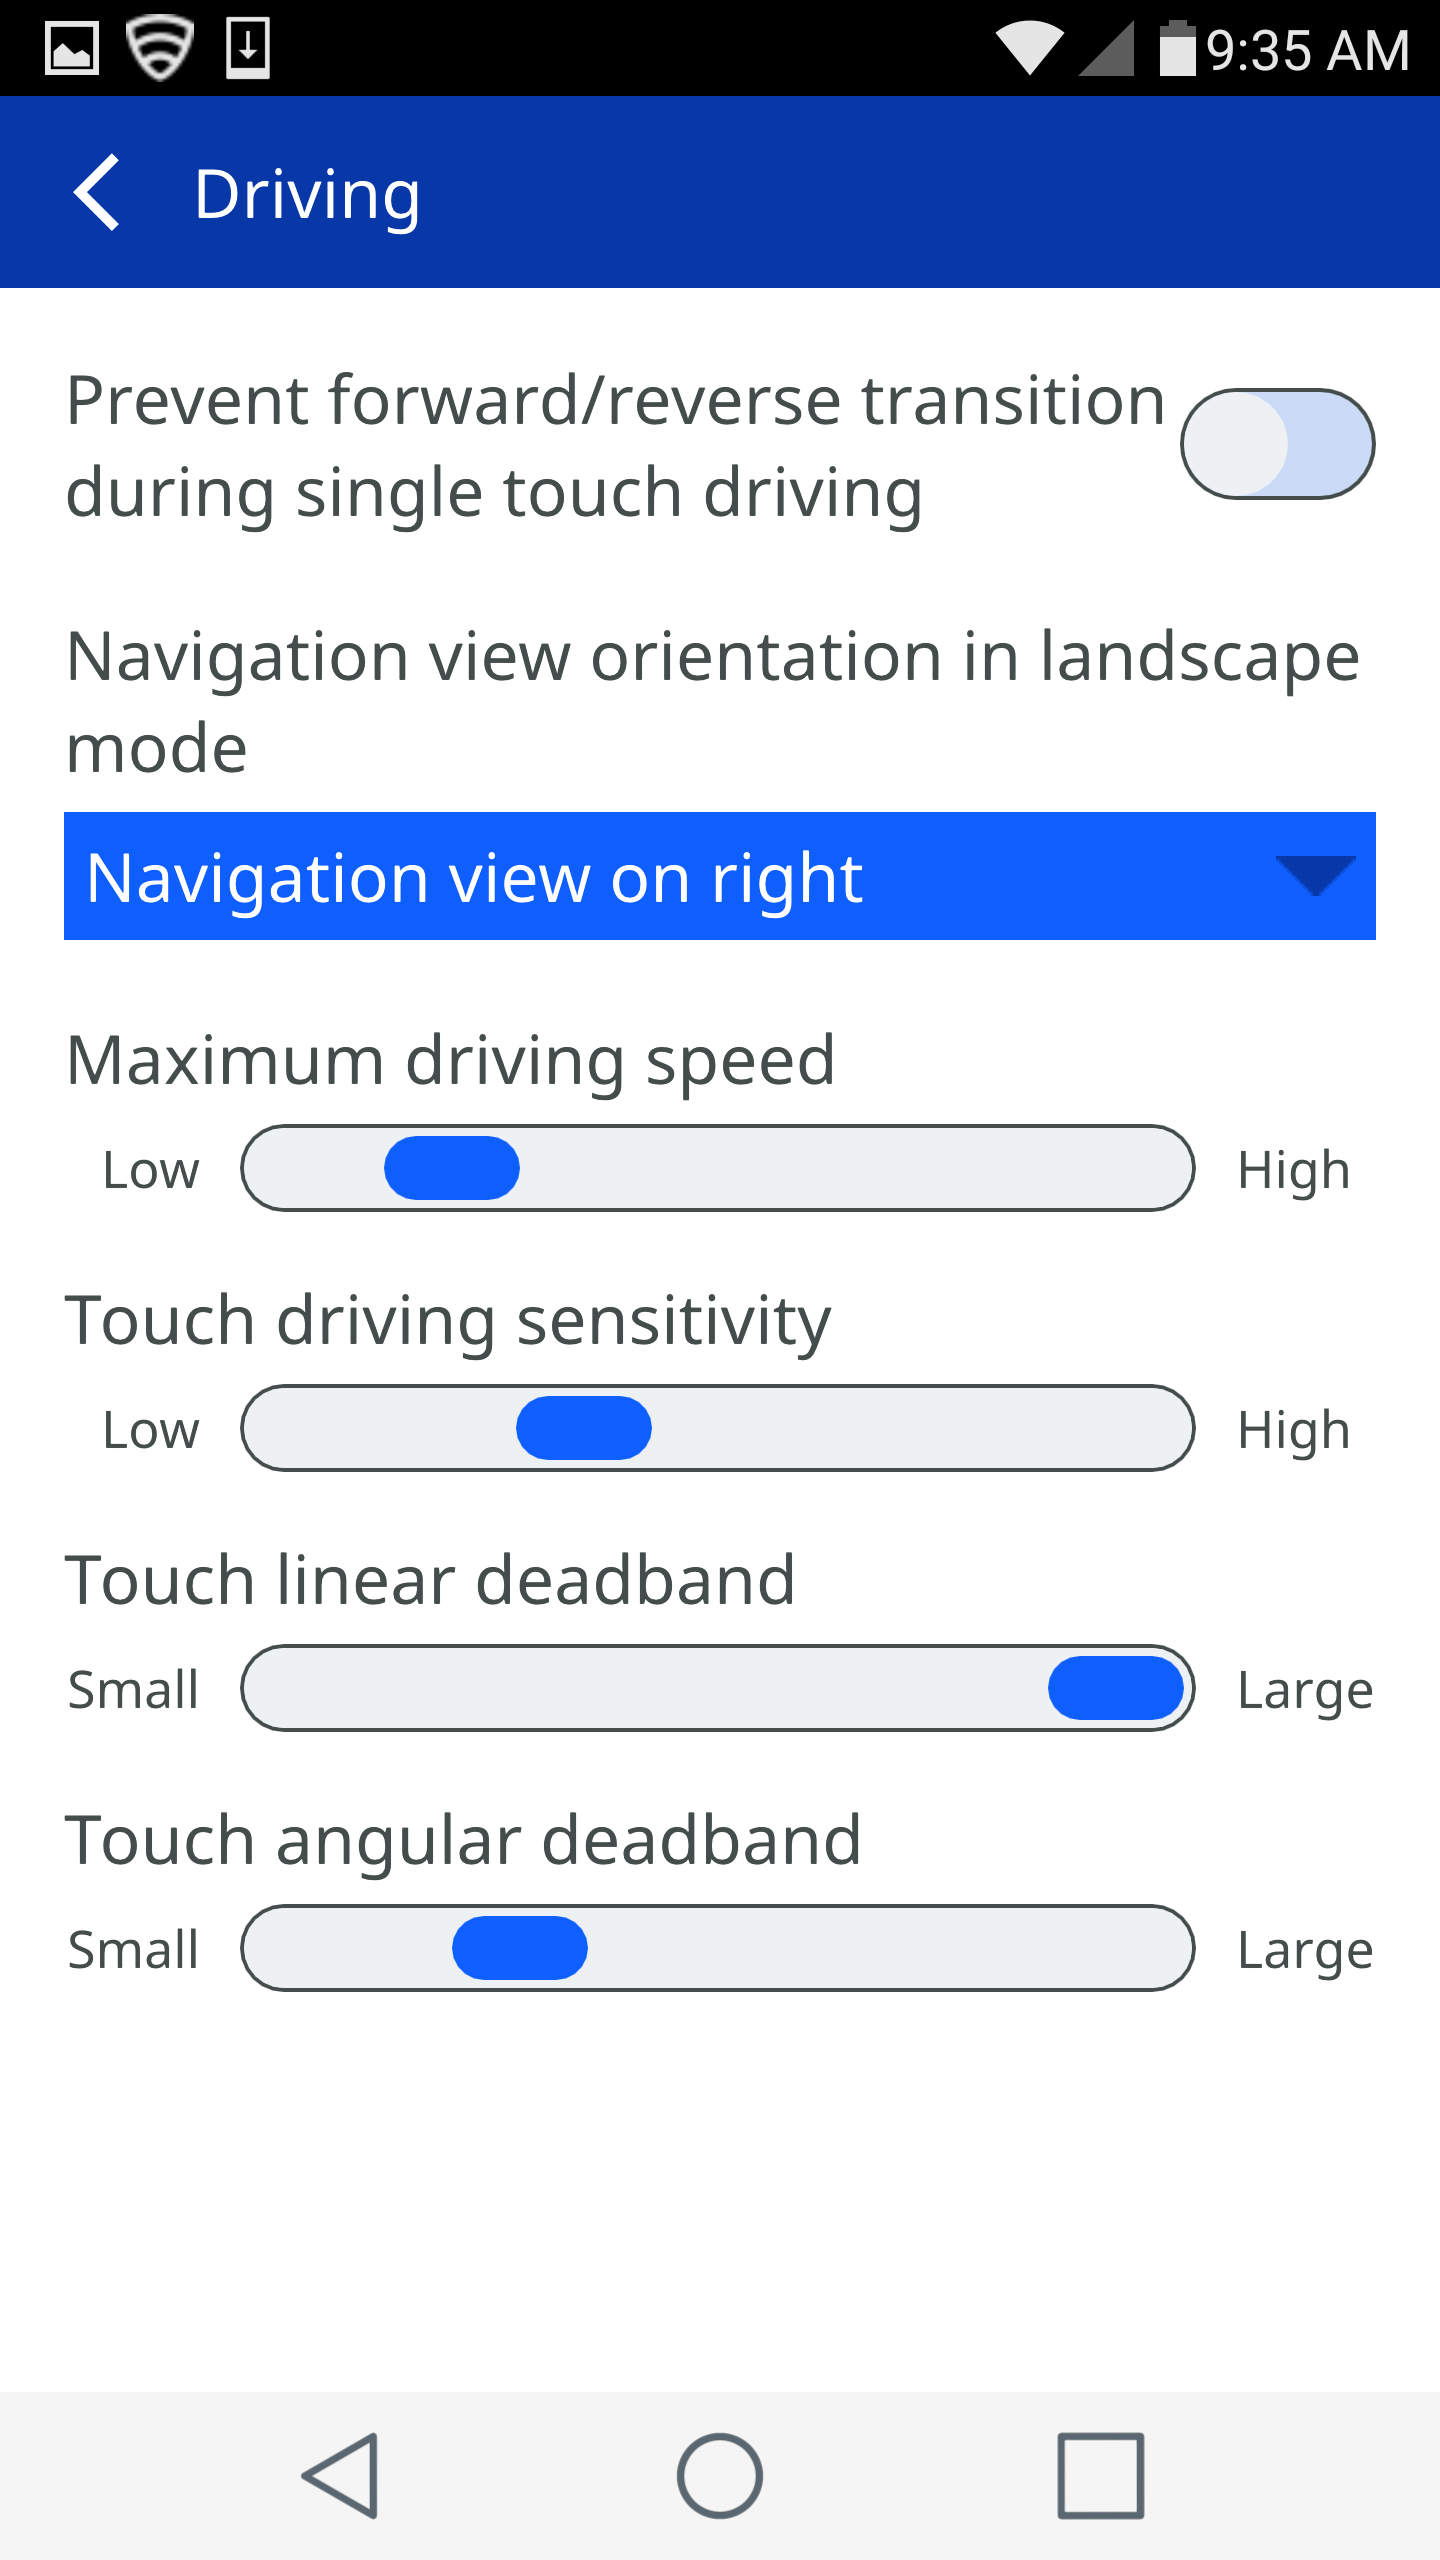 9:35 AM
Driving
Prevent forward/reverse transition
during single touch driving
Navigation view orientation in landscape
mode
Navigation view on right
Maximum driving speed
Low High
Touch driving sensitivity
Low High
Touch linear deadband
Small Large
Touch angular deadband
Small Large